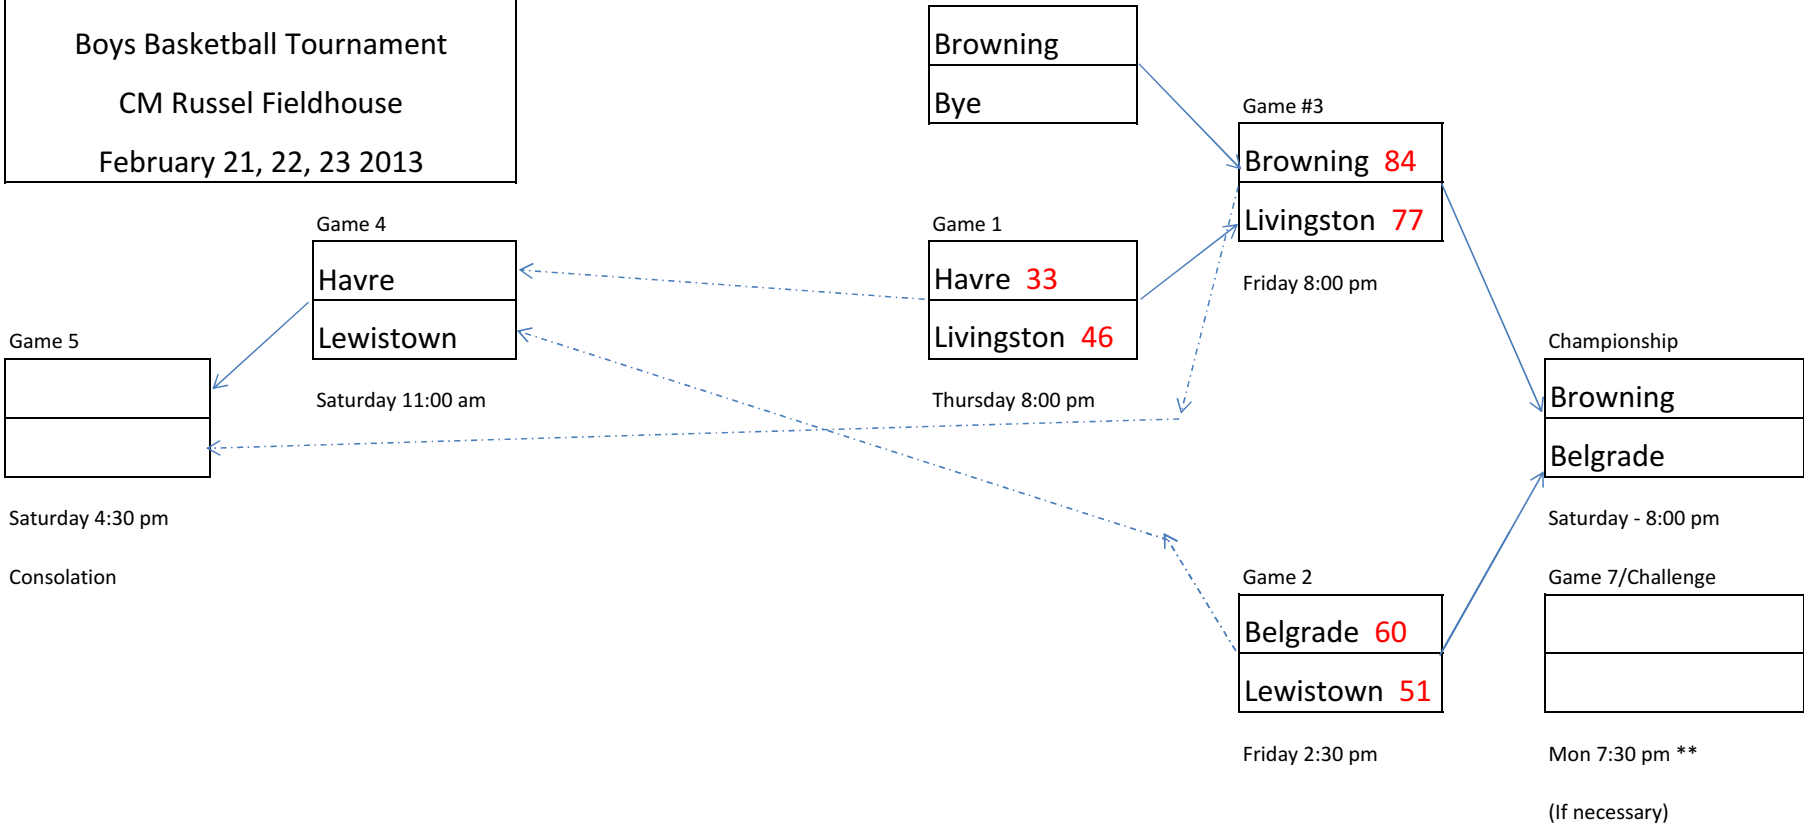 Boys Basketball Tournament
CM Russel Fieldhouse
February 21, 22, 23 2013
Browning
Bye
Game #3
Browning 84
Livingston 77
Friday 8:00 pm
Game 4
Havre
Lewistown
Saturday 11:00 am
Game 1
Havre 33
Livingston 46
Thursday 8:00 pm
Game 5
Saturday 4:30 pm
Consolation
Championship
Browning
Belgrade
Saturday - 8:00 pm
Game 2
Belgrade 60
Lewistown 51
Friday 2:30 pm
Game 7/Challenge
Mon 7:30 pm **
(If necessary)